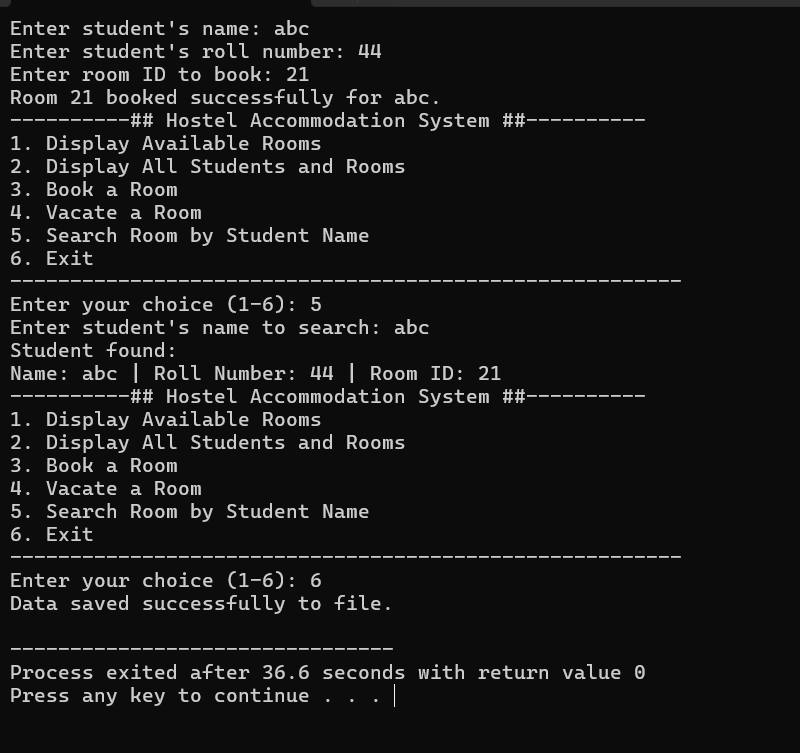 Enter student's name: abc
Enter student's roll number: 44
Enter room ID to book: 21
Room 21 booked successfully for abc.
----------## Hostel Accommodation System ##----------
1. Display Available Rooms
2. Display All Students and Rooms
3. Book a Room
4. Vacate a Room
5. Search Room by Student Name
6. Exit
--------------------------------------------------------
Enter your choice (1-6): 5
Enter student's name to search: abc
Student found:
Name: abc | Roll Number: 44 | Room ID: 21
----------## Hostel Accommodation System ##----------
1. Display Available Rooms
2. Display All Students and Rooms
3. Book a Room
4. Vacate a Room
5. Search Room by Student Name
6. Exit
--------------------------------------------------------
Enter your choice (1-6): 6
Data saved successfully to file.

--------------------------------
Process exited after 36.6 seconds with return value 0
Press any key to continue . . .